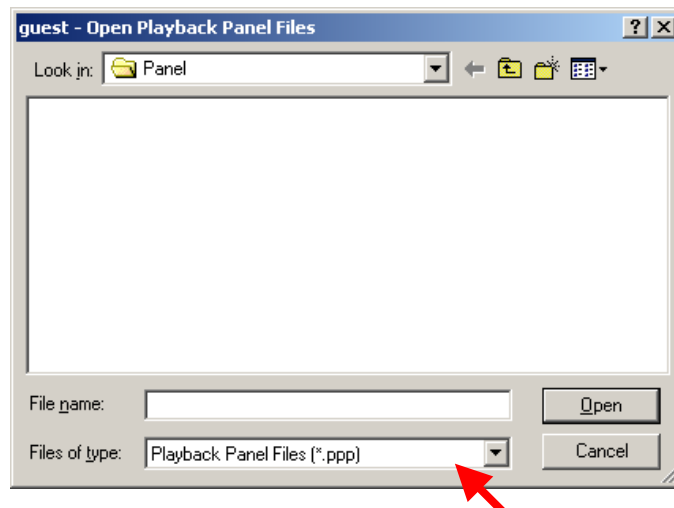 guest - Open Playback Panel Files ? X
Look in: Panel
File name: Open
Files of type: Playback Panel Files (*.ppp) Cancel